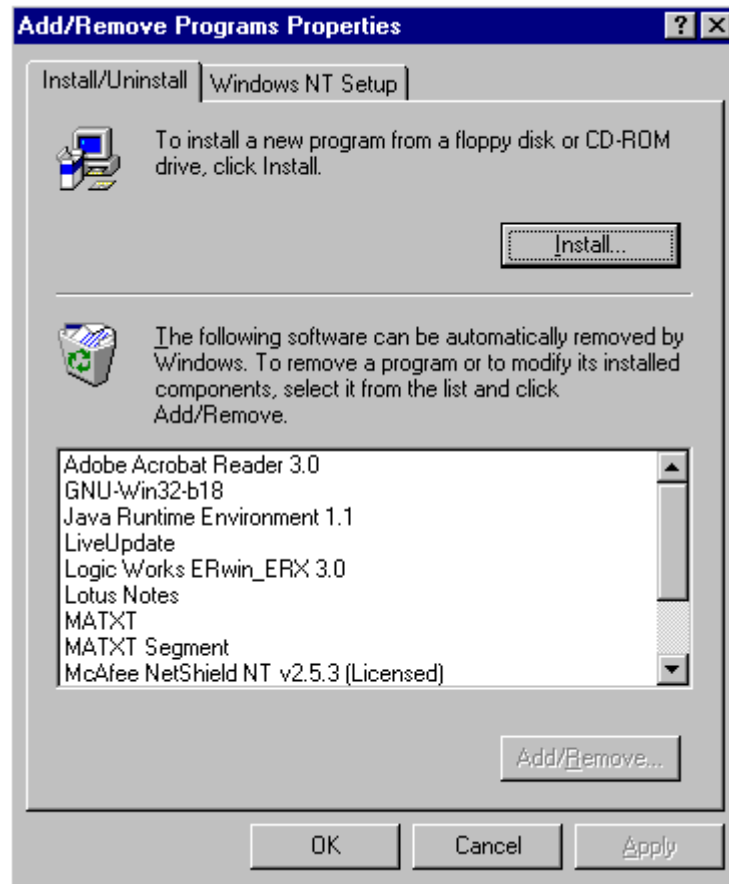 Add/Remove Programs Properties
Install/Uninstall
Windows NT Setup
To install a new program from a floppy disk or CD-ROM
drive, click Install.
Install...
The following software can be automatically removed by
Windows. To remove a program or to modify its installed
components, select it from the list and click
Add/Remove.
Adobe Acrobat Reader 3.0
GNU-Win32-b18
Java Runtime Environment 1.1
LiveUpdate
Logic Works ERwin_ERX 3.0
Lotus Notes
MATXT
MATXT Segment
McAfee NetShield NT v2.5.3 (Licensed)
Add/Remove...
OK
Cancel
Apply